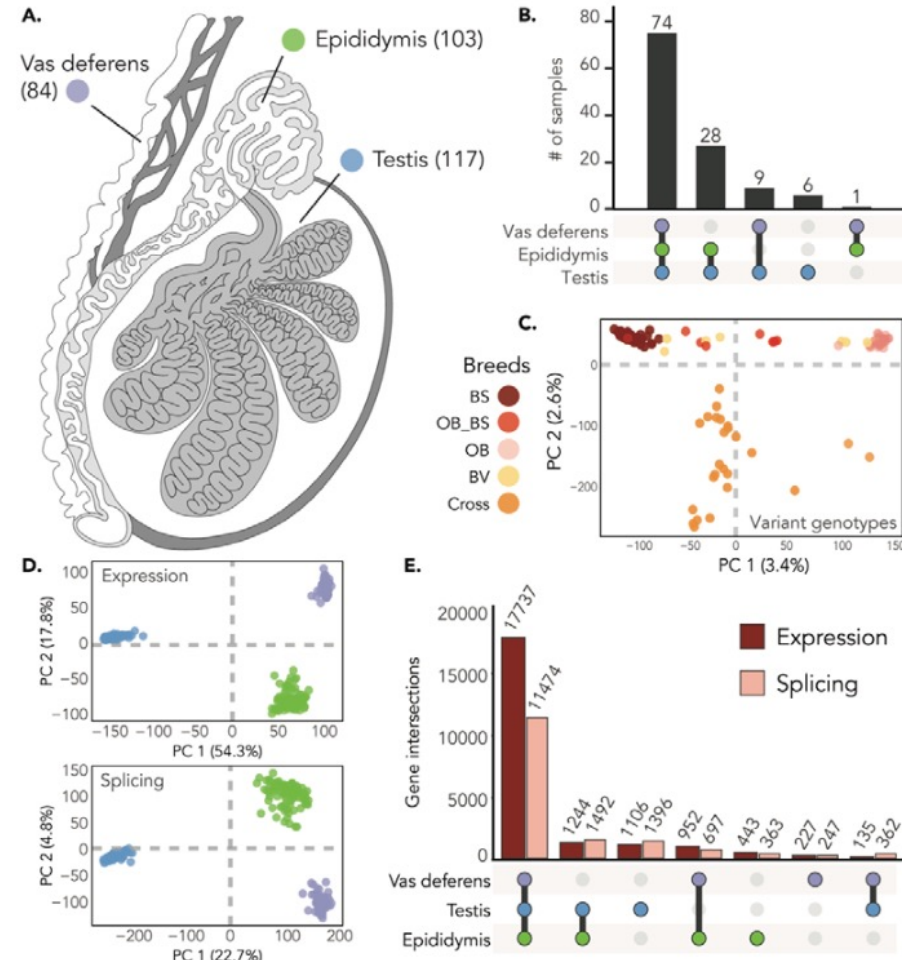 A.
Vas deferens
(84)
Epididymis (103)
Testis (117)
B.
# of samples
80
60
40
20
0
74
28
9
6
1
Vas deferens
Epididymis
Testis
C.
Breeds
BS
OB_BS
OB
BV
Cross
PC 2 (2.6%)
0
−100
−200
Variant genotypes
−100 −50 0 50 100 150
PC 1 (3.4%)
D.
Expression
PC 2 (17.8%)
100
50
0
−50
−100
−150 −100 0 50 100
PC 1 (54.3%)
Splicing
PC 2 (4.8%)
150
100
0
−50
−100
−200 −100 0 100 200
PC 1 (22.7%)
E.
Gene intersections
20000
15000
10000
5000
0
17737 11474
1244 1492
1106 1396
952 697
443 363
227 247
135 362
Expression
Splicing
Vas deferens
Testis
Epididymis